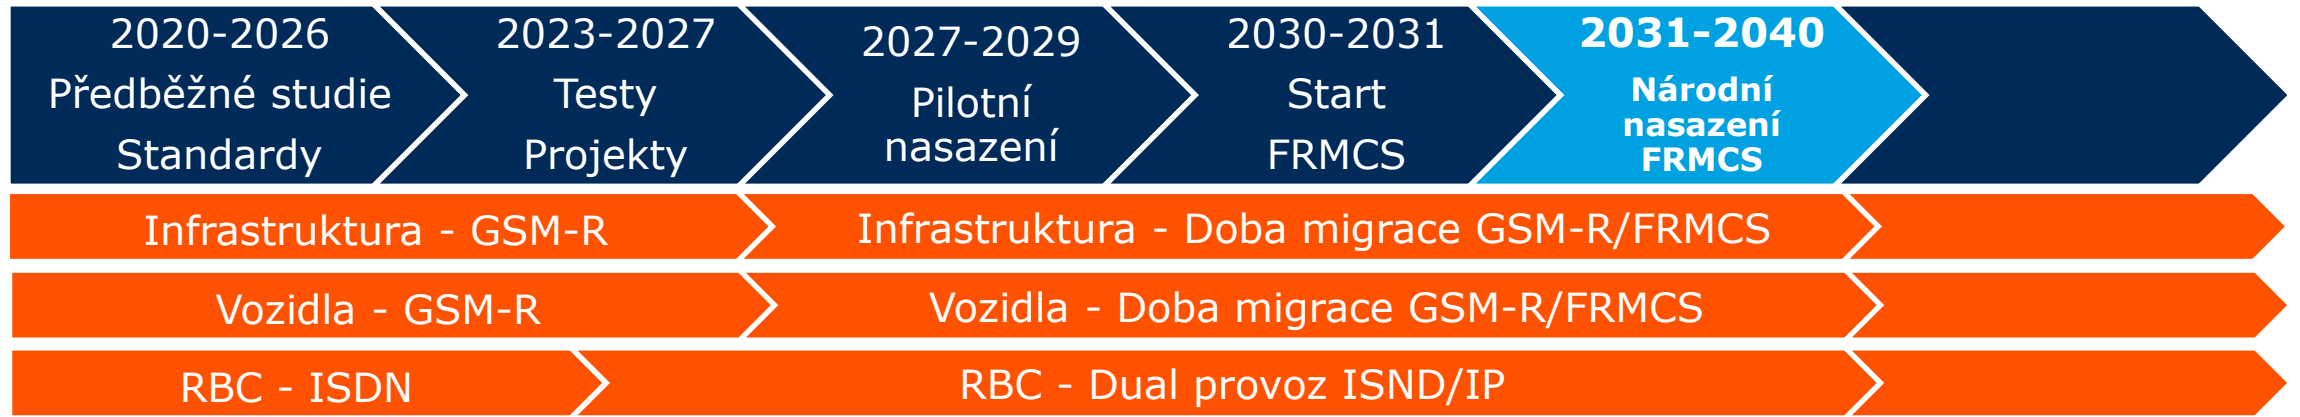 2020-2026
Předběžné studie
Standardy
2023-2027
Testy
Projekty
2027-2029
Pilotní
nasazení
2030-2031
Start
FRMCS
2031-2040
Národní
nasazení
FRMCS
Infrastruktura - GSM-R
Infrastruktura - Doba migrace GSM-R/FRMCS
Vozidla - GSM-R
Vozidla - Doba migrace GSM-R/FRMCS
RBC - ISDN
RBC - Dual provoz ISND/IP